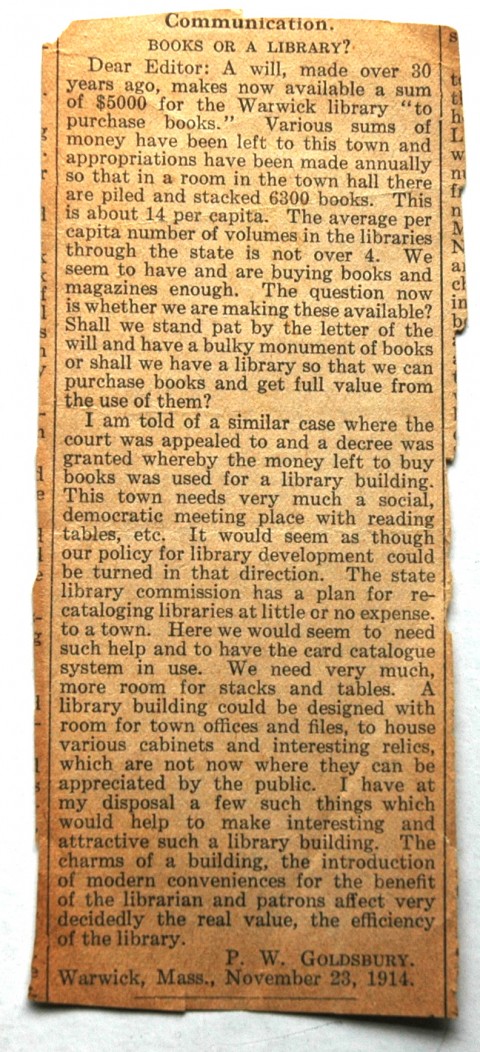 Communication.
BOOKS OR A LIBRARY?
Dear Editor: A will, made over 30
years ago, makes now available a sum
of $5000 for the Warwick library "to
purchase books." Various sums of
money have been left to this town and
appropriations have been made annually
so that in a room in the town hall there
are piled and stacked 6300 books. This
is about 14 per capita. The average per
capita number of volumes in the libraries
through the state is not over 4. We
seem to have and are buying books and
magazines enough. The question now
is whether we are making these available?
Shall we stand pat by the letter of the
will and have a bulky monument of books
or shall we have a library so that we can
purchase books and get full value from
the use of them?
I am told of a similar case where the
court was appealed to and a decree was
granted whereby the money left to buy
books was used for a library building.
This town needs very much a social,
democratic meeting place with reading
tables, etc. It would seem as though
our policy for library development could
be turned in that direction. The state
library commission has a plan for re-
cataloging libraries at little or no expense.
to a town. Here we would seem to need
such help and to have the card catalogue
system in use. We need very much,
more room for stacks and tables. A
library building could be designed with
room for town offices and files, to house
various cabinets and interesting relics,
which are not now where they can be
appreciated by the public. I have at
my disposal a few such things which
would help to make interesting and
attractive such a library building. The
charms of a building, the introduction
of modern conveniences for the benefit
of the librarian and patrons affect very
decidedly the real value, the efficiency
of the library.
P. W. GOLDSBURY.
Warwick, Mass., November 23, 1914.